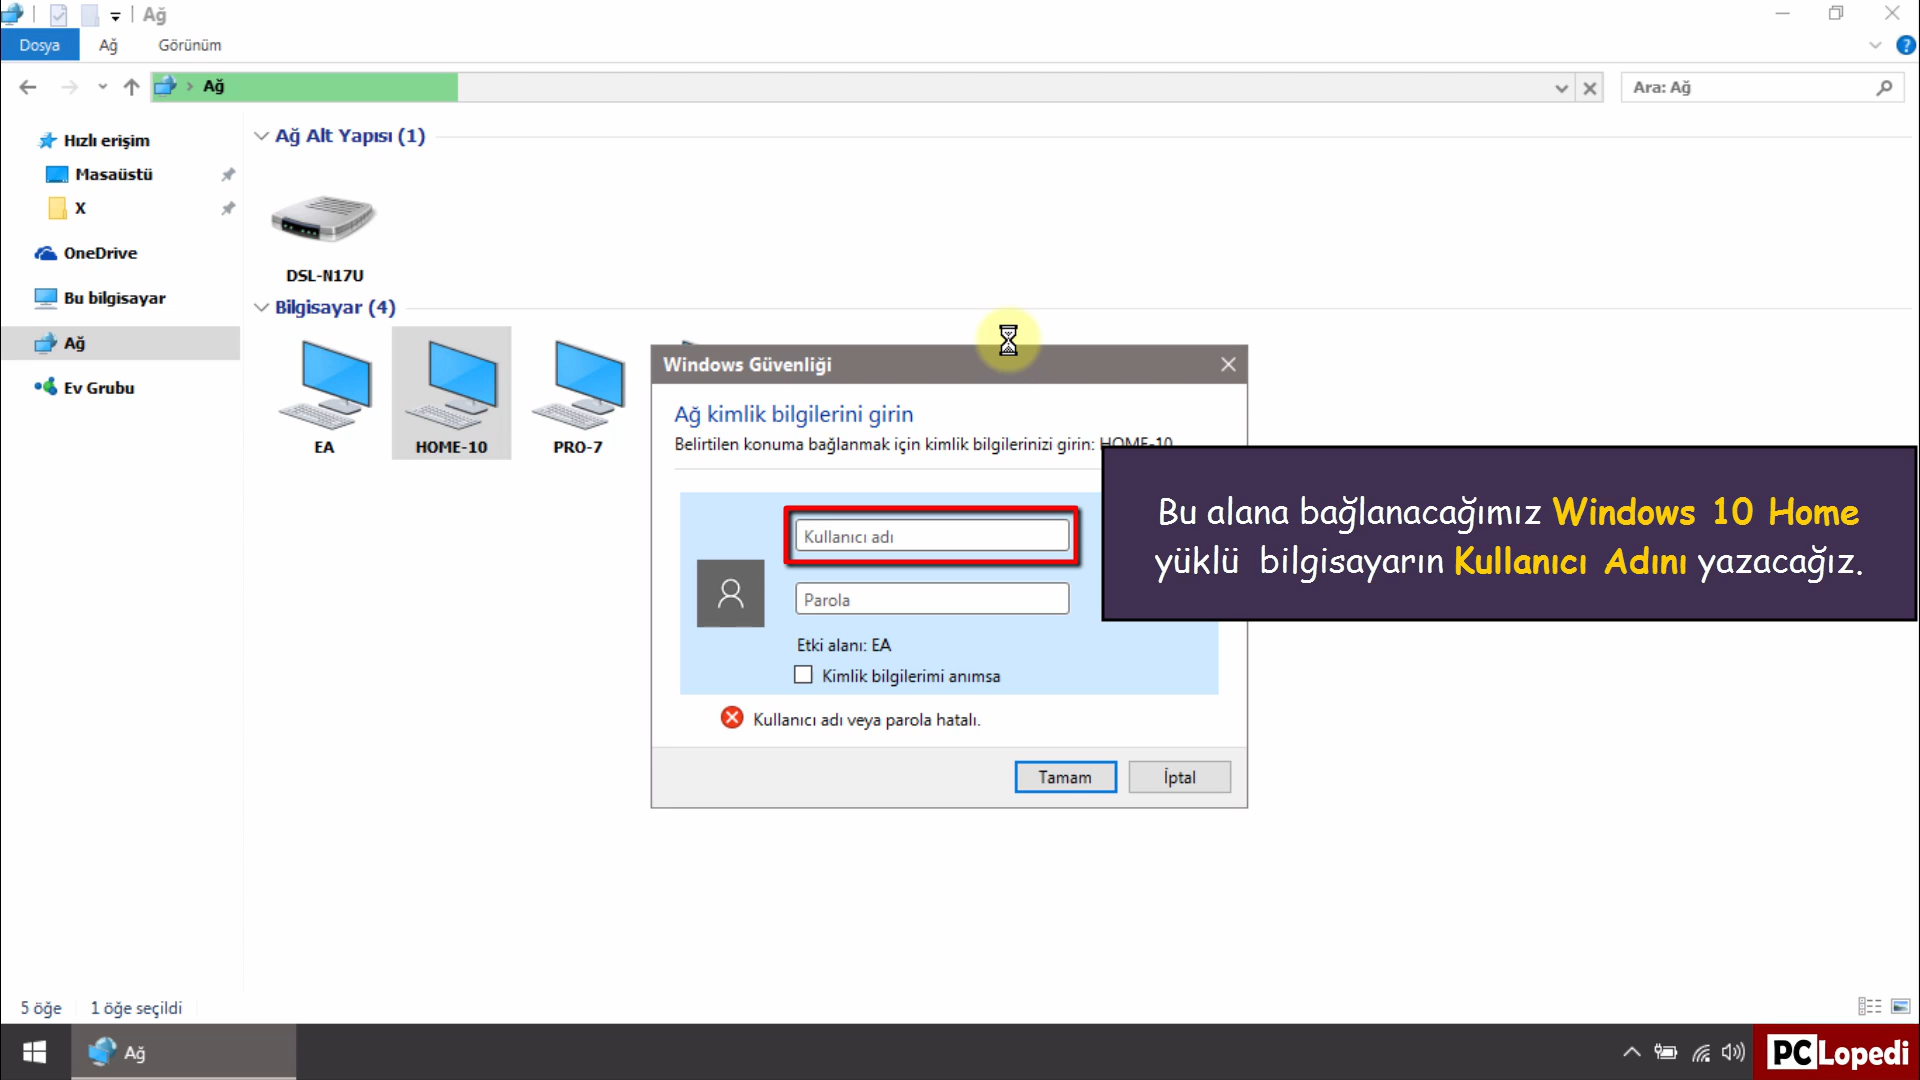 Ağ
Dosya
Ağ
Görünüm
Ağ
Ara: Ağ
Hızlı erişim
Masaüstü
X
OneDrive
Bu bilgisayar
Ağ
Ev Grubu
Ağ Alt Yapısı (1)
DSL-N17U
Bilgisayar (4)
EA
HOME-10
PRO-7
Windows Güvenliği
Ağ kimlik bilgilerini girin
Belirtilen konuma bağlanmak için kimlik bilgilerinizi girin: HOME-10
Kullanıcı adı
Parola
Etki alanı: EA
Kimlik bilgilerimi anımsa
Kullanıcı adı veya parola hatalı.
Tamam
İptal
Bu alana bağlanacağımız Windows 10 Home
yüklü bilgisayarın Kullanıcı Adını yazacağız.
5 öğe
1 öğe seçildi
Ağ
PCLopedi